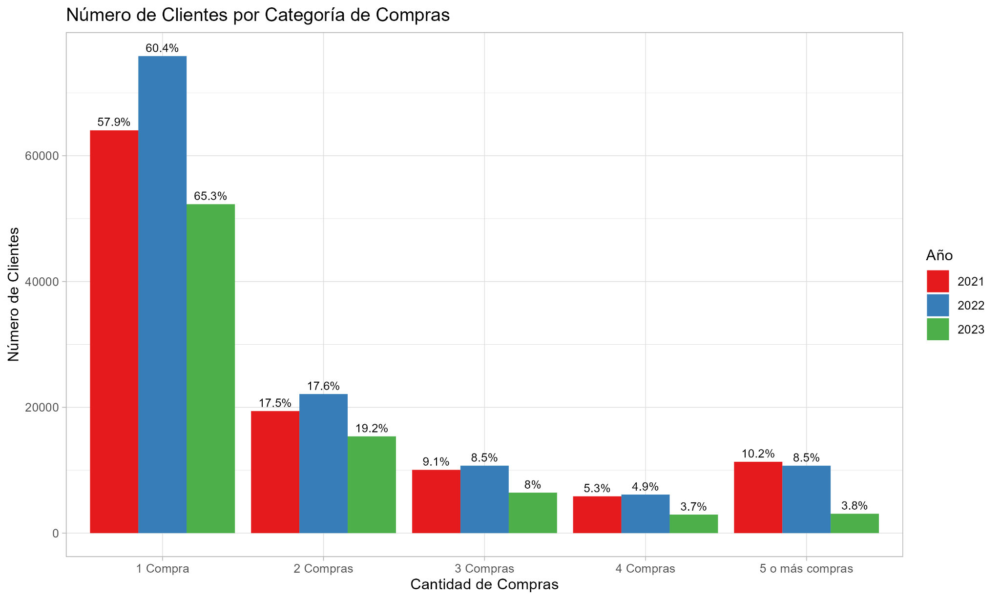 Número de Clientes por Categoría de Compras
Número de Clientes
60000
40000
20000
0
57.9%
60.4%
65.3%
17.5%
17.6%
19.2%
9.1%
8.5%
8%
5.3%
4.9%
3.7%
10.2%
8.5%
3.8%
1 Compra
2 Compras
3 Compras
4 Compras
5 o más compras
Cantidad de Compras
Año
2021
2022
2023